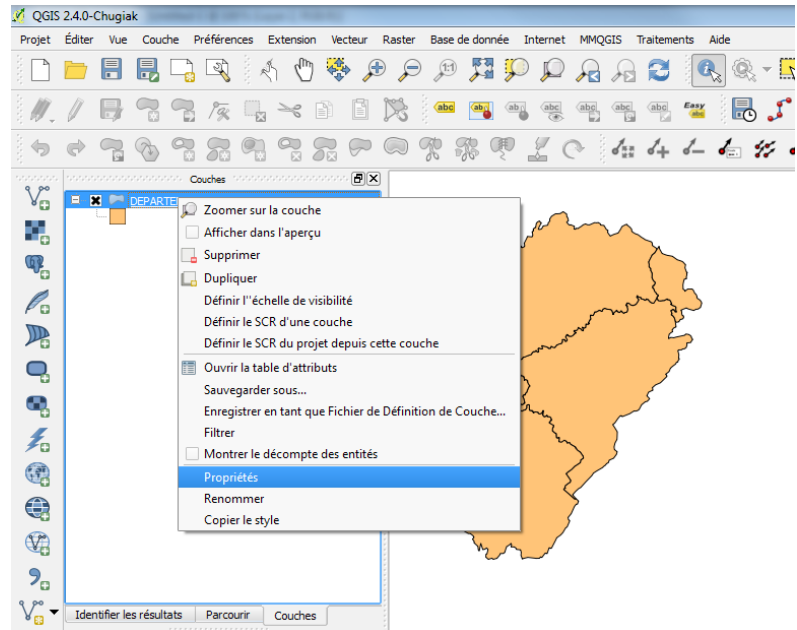 QGIS 2.4.0-Chugiak
Projet Éditer Vue Couche Préférences Extension Vecteur Raster Base de donnée Internet MMQGIS Traitements Aide
Couches
DEPARTE
Zoomer sur la couche
Afficher dans l'aperçu
Supprimer
Dupliquer
Définir l''échelle de visibilité
Définir le SCR d'une couche
Définir le SCR du projet depuis cette couche
Ouvrir la table d'attributs
Sauvegarder sous...
Enregistrer en tant que Fichier de Définition de Couche...
Filtrer
Montrer le décompte des entités
Propriétés
Renommer
Copier le style
Identifier les résultats Parcourir Couches